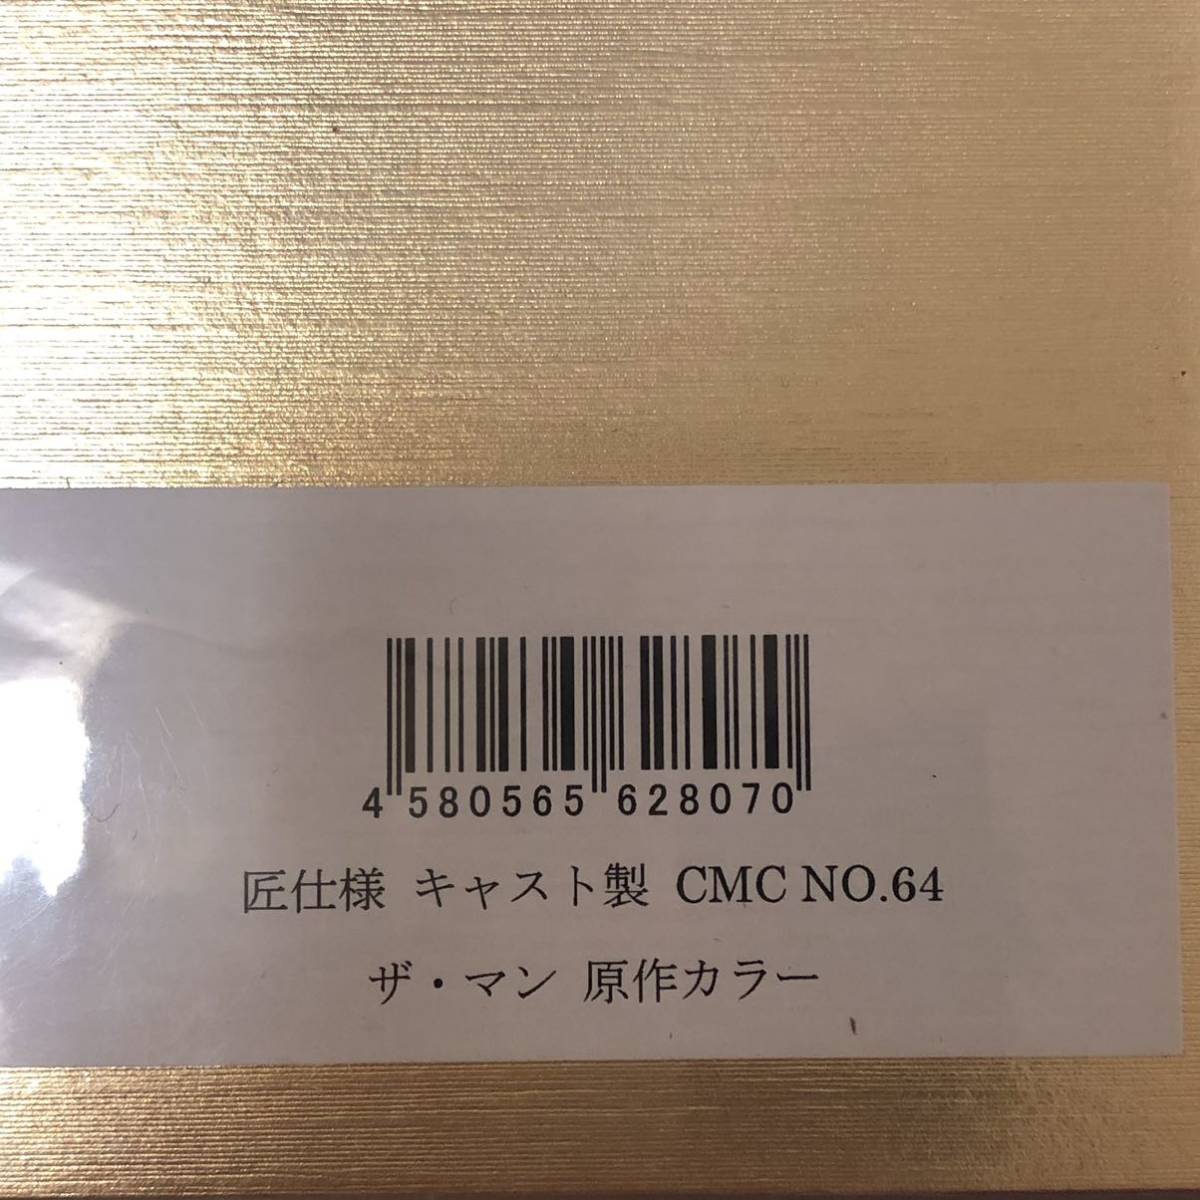 4 580565 628070
匠仕様 キャスト製 CMC NO.64
ザ・マン 原作カラー